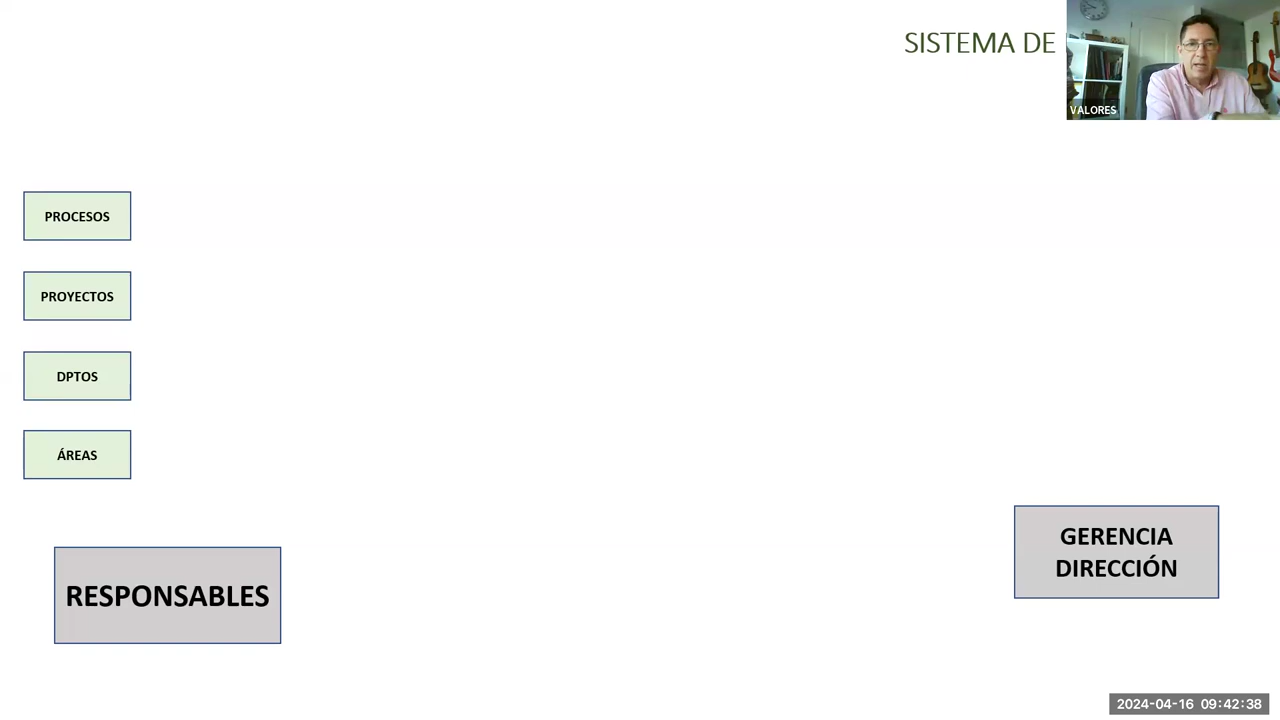 SISTEMA DE
VALORES
PROCESOS
PROYECTOS
DPTOS
ÁREAS
GERENCIA
DIRECCIÓN
RESPONSABLES
2024-04-16 09:42:38